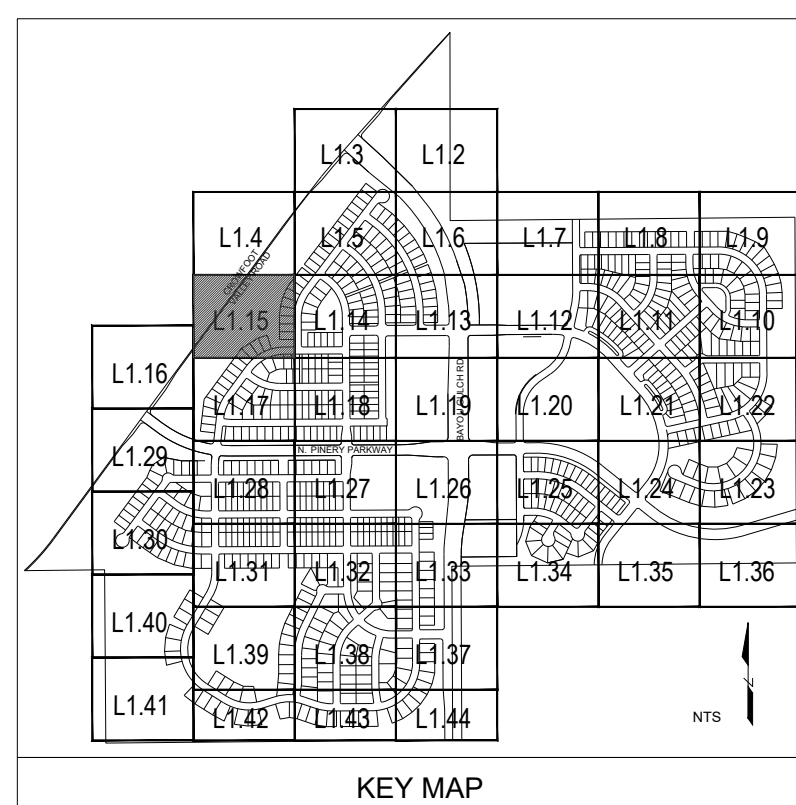 L1.3 L1.2
L1.4 L1.5 L1.6 L1.7 L1.8 L1.9
CROWFOOT
VALLEY ROAD
L1.15 L1.14 L1.13 L1.12 L1.11 L1.10
L1.16
L1.17 L1.18 L1.19 L1.20 L1.21 L1.22
BAYOU GULCH RD
N. PINERY PARKWAY
L1.29
L1.28 L1.27 L1.26 L1.25 L1.24 L1.23
L1.30
L1.31 L1.32 L1.33 L1.34 L1.35 L1.36
L1.40
L1.39 L1.38 L1.37
L1.41
L1.42 L1.43 L1.44
N
NTS
KEY MAP